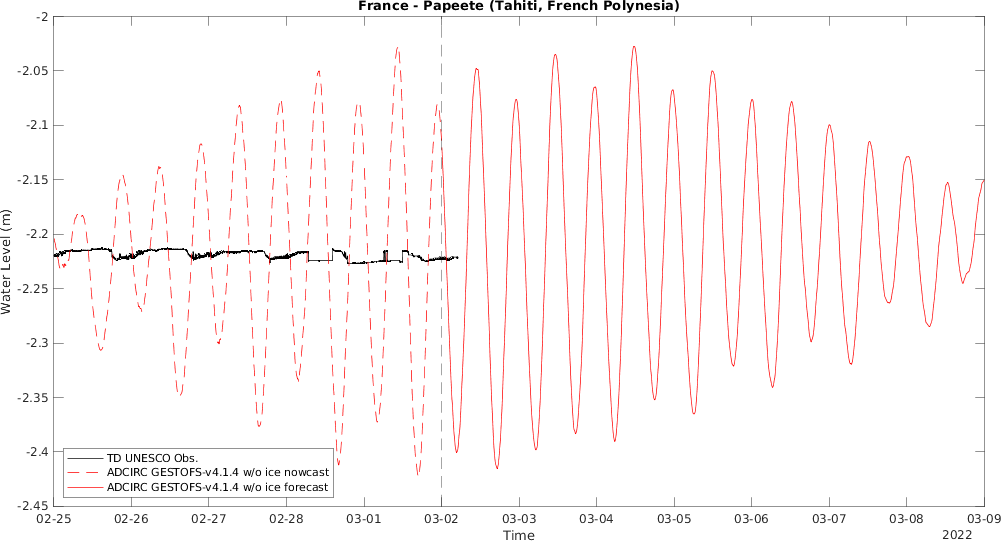 France - Papeete (Tahiti, French Polynesia)
-2
-2.05
-2.1
-2.15
-2.2
-2.25
-2.3
-2.35
-2.4
-2.45
Water Level (m)
TD UNESCO Obs.
ADCIRC GESTOFS-v4.1.4 w/o ice nowcast
ADCIRC GESTOFS-v4.1.4 w/o ice forecast
02-25 02-26 02-27 02-28 03-01 03-02 03-03 03-04 03-05 03-06 03-07 03-08 03-09
Time
2022